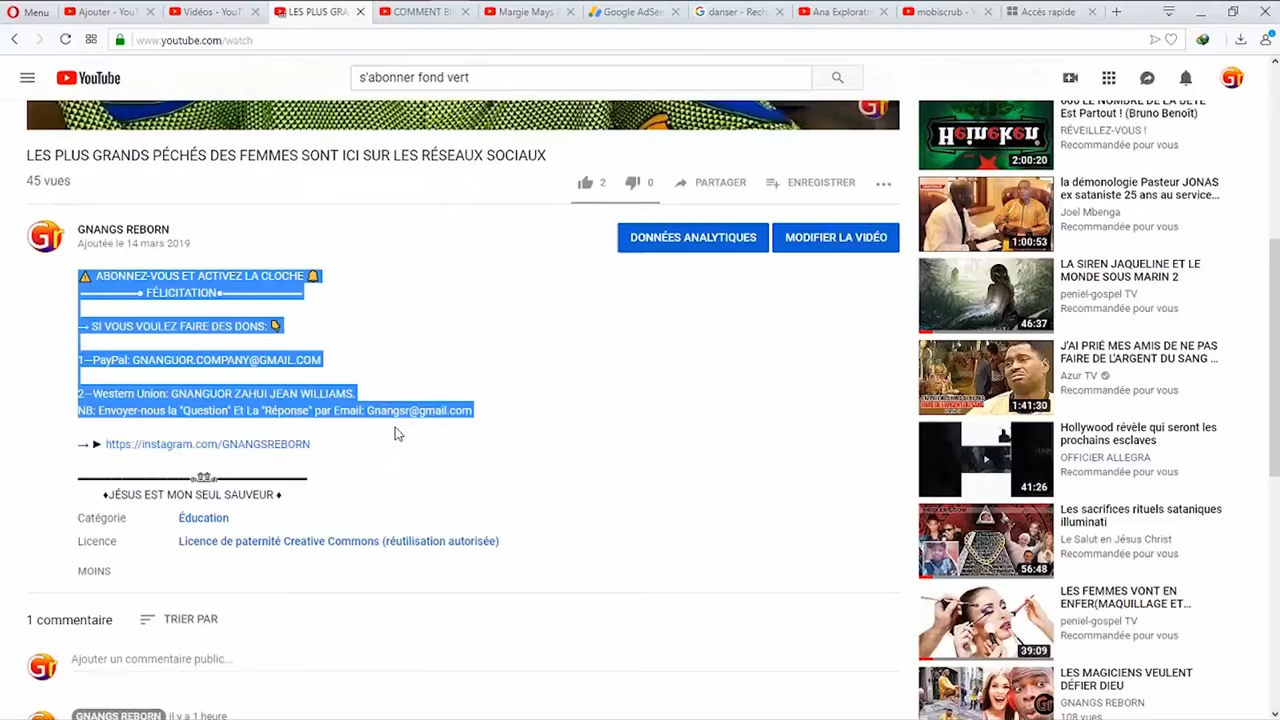 Menu
Ajouter - YouT
Vidéos - YouT
LES PLUS GRA
COMMENT B
Margie Mays
Google AdSen
danser - Rech
Ana Explorati
mobiscrub - V
Accès rapide
www.youtube.com/watch
YouTube
s'abonner fond vert
LES PLUS GRANDS PÉCHÉS DES FEMMES SONT ICI SUR LES RÉSEAUX SOCIAUX
45 vues
2
0
PARTAGER
ENREGISTRER
GNANGS REBORN
Ajoutée le 14 mars 2019
DONNÉES ANALYTIQUES
MODIFIER LA VIDÉO
⚠ ABONNEZ-VOUS ET ACTIVEZ LA CLOCHE 🔔
FÉLICITATION
→ SI VOUS VOULEZ FAIRE DES DONS: 👇
1–PayPal: GNANGUOR.COMPANY@GMAIL.COM
2–Western Union: GNANGUOR ZAHUI JEAN WILLIAMS.
NB: Envoyer-nous la "Question" Et La "Réponse" par Email: Gnangsr@gmail.com
→ ► https://instagram.com/GNANGSREBORN
♦JÉSUS EST MON SEUL SAUVEUR ♦
Catégorie
Éducation
Licence
Licence de paternité Creative Commons (réutilisation autorisée)
MOINS
1 commentaire
TRIER PAR
Ajouter un commentaire public...
GNANGS REBORN il y a 1 heure
666 LE NOMBRE DE LA BÊTE
Est Partout ! (Bruno Benoît)
RÉVEILLEZ-VOUS !
Recommandée pour vous
Heineken
2:00:20
la démonologie Pasteur JONAS
ex sataniste 25 ans au service...
Joel Mbenga
Recommandée pour vous
1:00:53
LA SIREN JAQUELINE ET LE
MONDE SOUS MARIN 2
peniel-gospel TV
Recommandée pour vous
46:37
J'AI PRIÉ MES AMIS DE NE PAS
FAIRE DE L'ARGENT DU SANG ...
Azur TV
Recommandée pour vous
1:41:30
Hollywood révèle qui seront les
prochains esclaves
OFFICIER ALLEGRA
Recommandée pour vous
41:26
Les sacrifices rituels sataniques
illuminati
Le Salut en Jésus Christ
Recommandée pour vous
56:48
LES FEMMES VONT EN
ENFER(MAQUILLAGE ET...
peniel-gospel TV
Recommandée pour vous
39:09
LES MAGICIENS VEULENT
DÉFIER DIEU
GNANGS REBORN
108 vues